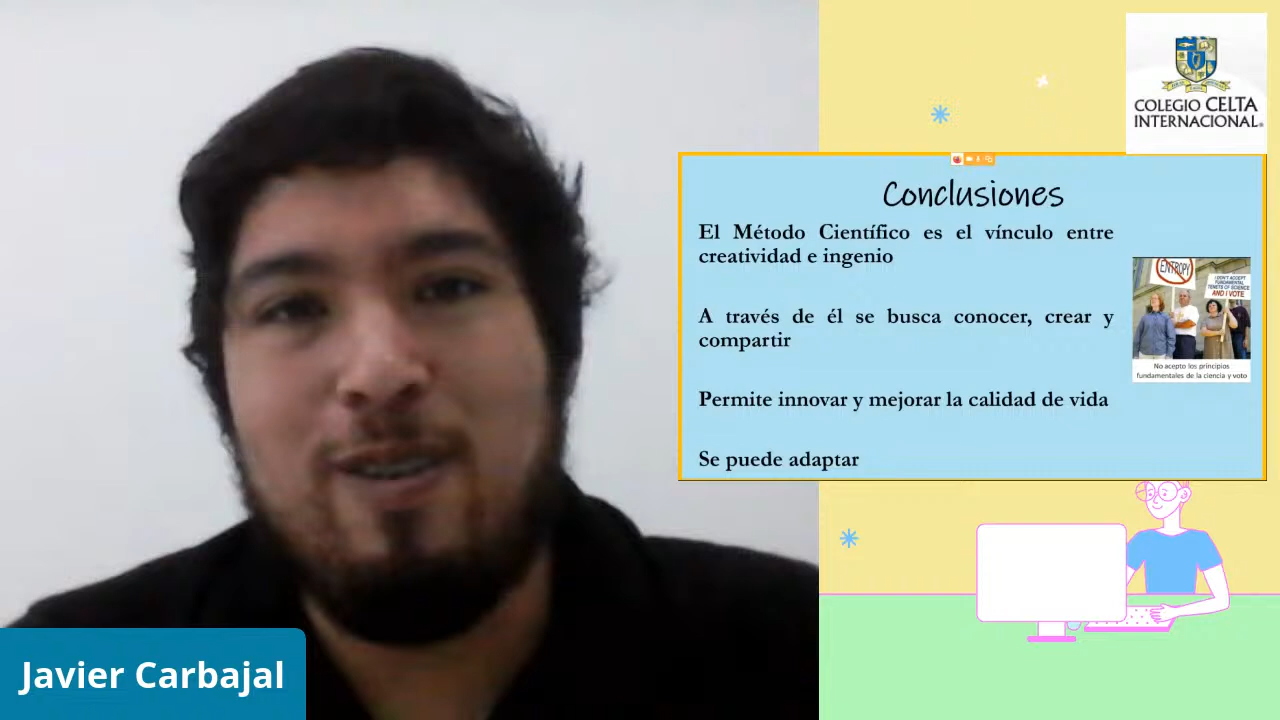 COLEGIO CELTA
INTERNACIONAL®
Conclusiones
El Método Científico es el vínculo entre
creatividad e ingenio
A través de él se busca conocer, crear y
compartir
Permite innovar y mejorar la calidad de vida
Se puede adaptar
ENTROPY
I DON'T ACCEPT
FUNDAMENTAL
TENETS OF SCIENCE
AND I VOTE
No acepto los principios
fundamentales de la ciencia y voto
Javier Carbajal